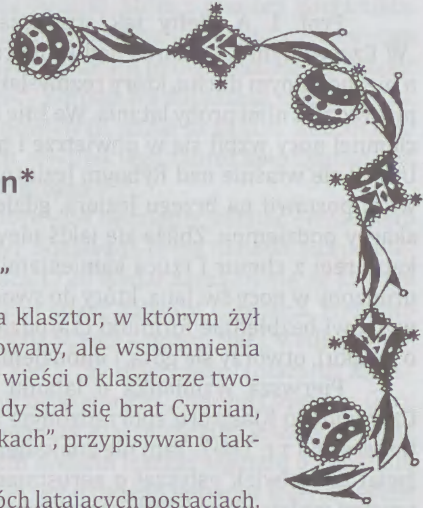 n*
”
a klasztor, w którym żył
owany, ale wspomnienia
wieści o klasztorze two-
dy stał się brat Cyprian,
kach”, przypisywano tak-
óch latających postaciach.